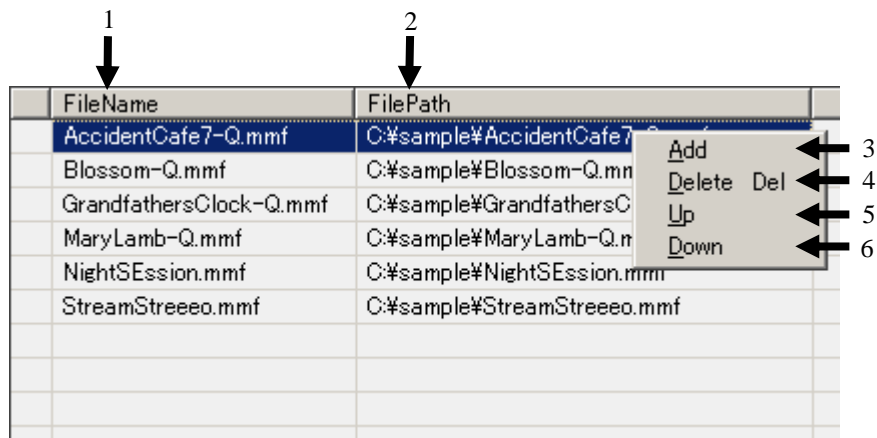 1 2
FileName FilePath
AccidentCafe7-Q.mmf C:¥sample¥AccidentCafe7
Add 3
Blossom-Q.mmf C:¥sample¥Blossom-Q.mm
Delete Del 4
GrandfathersClock-Q.mmf C:¥sample¥GrandfathersC
Up 5
MaryLamb-Q.mmf C:¥sample¥MaryLamb-Q.m
Down 6
NightSEssion.mmf C:¥sample¥NightSEssion.mmf
StreamStreeeo.mmf C:¥sample¥StreamStreeeo.mmf